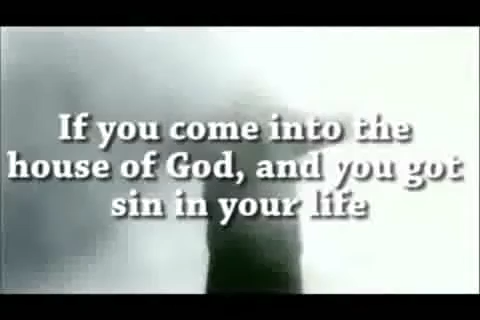 If you come into the
house of God, and you got
sin in your life